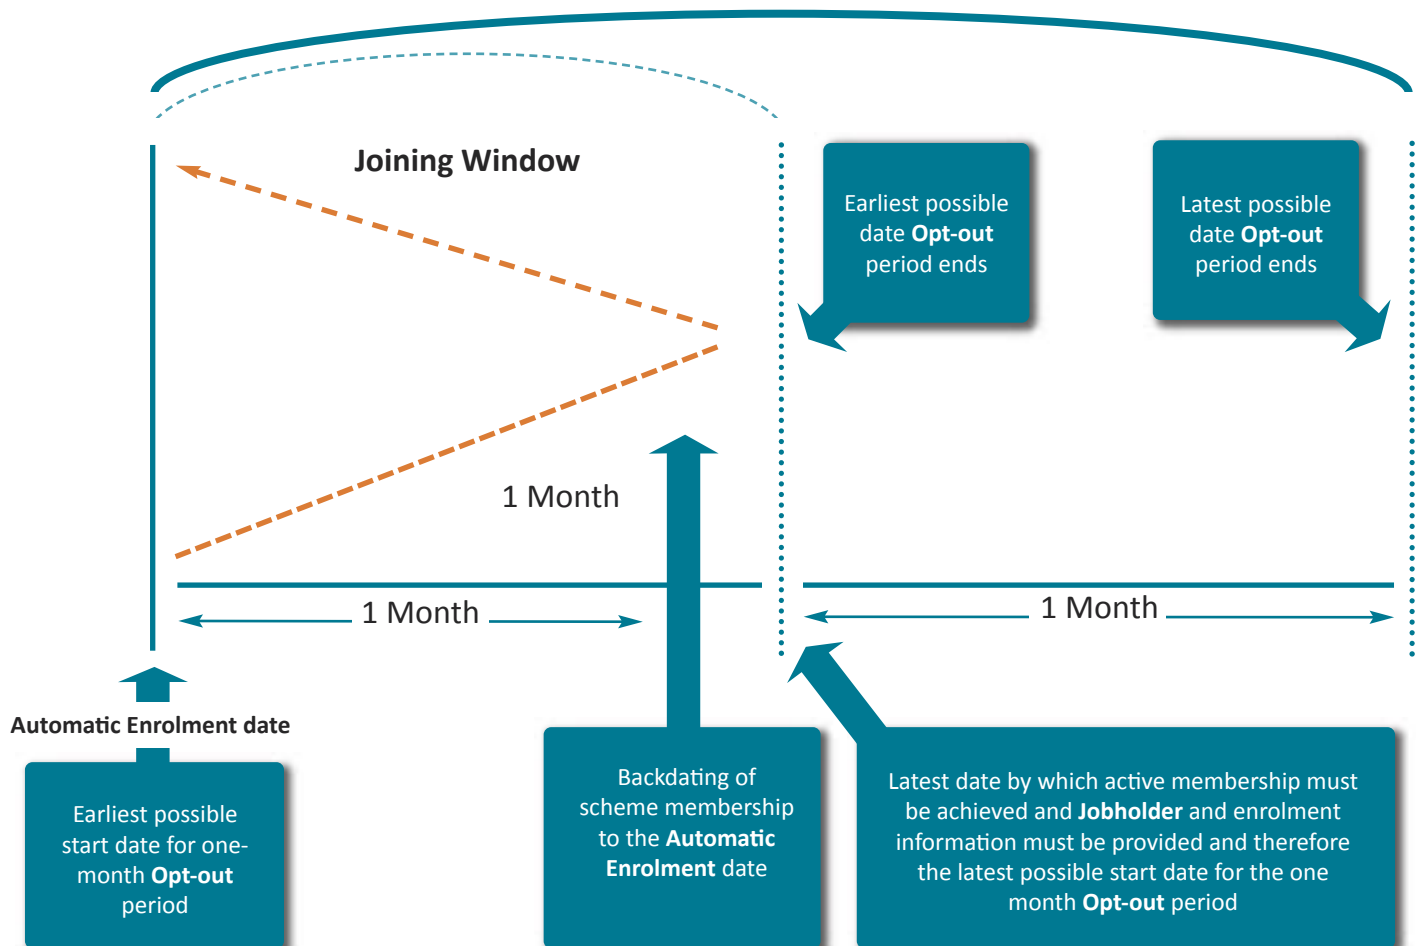 Joining Window
Earliest possible
date Opt-out
period ends
Latest possible
date Opt-out
period ends
1 Month
1 Month
1 Month
Automatic Enrolment date
Earliest possible
start date for one-
month Opt-out
period
Backdating of
scheme membership
to the Automatic
Enrolment date
Latest date by which active membership must
be achieved and Jobholder and enrolment
information must be provided and therefore
the latest possible start date for the one
month Opt-out period